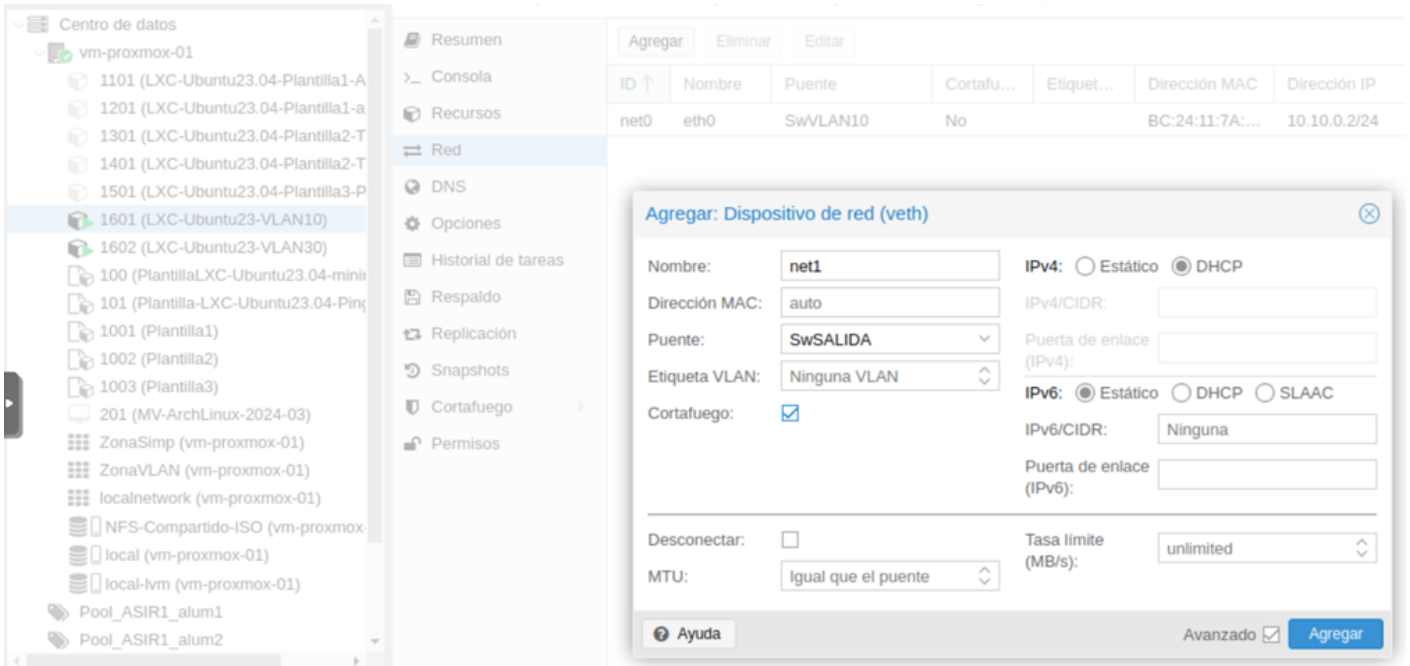 Centro de datos
vm-proxmox-01
1101 (LXC-Ubuntu23.04-Plantilla1-A
1201 (LXC-Ubuntu23.04-Plantilla1-a
1301 (LXC-Ubuntu23.04-Plantilla2-T
1401 (LXC-Ubuntu23.04-Plantilla2-T
1501 (LXC-Ubuntu23.04-Plantilla3-P
1601 (LXC-Ubuntu23-VLAN10)
1602 (LXC-Ubuntu23-VLAN30)
100 (PlantillaLXC-Ubuntu23.04-minir
101 (Plantilla-LXC-Ubuntu23.04-Ping
1001 (Plantilla1)
1002 (Plantilla2)
1003 (Plantilla3)
201 (MV-ArchLinux-2024-03)
ZonaSimp (vm-proxmox-01)
ZonaVLAN (vm-proxmox-01)
localnetwork (vm-proxmox-01)
NFS-Compartido-ISO (vm-proxmox-
local (vm-proxmox-01)
local-lvm (vm-proxmox-01)
Pool_ASIR1_alum1
Pool_ASIR1_alum2
Resumen
>_ Consola
Recursos
Red
DNS
Opciones
Historial de tareas
Respaldo
Replicación
Snapshots
Cortafuego
Permisos
Agregar Eliminar Editar
ID ↑ Nombre Puente Cortafu... Etiquet... Dirección MAC Dirección IP
net0 eth0 SwVLAN10 No BC:24:11:7A:... 10.10.0.2/24
Agregar: Dispositivo de red (veth)
Nombre: net1
Dirección MAC: auto
Puente: SwSALIDA
Etiqueta VLAN: Ninguna VLAN
Cortafuego:
IPv4: Estático DHCP
IPv4/CIDR:
Puerta de enlace
(IPv4):
IPv6: Estático DHCP SLAAC
IPv6/CIDR: Ninguna
Puerta de enlace
(IPv6):
Desconectar:
MTU: Igual que el puente
Tasa límite
(MB/s): unlimited
Ayuda
Avanzado Agregar